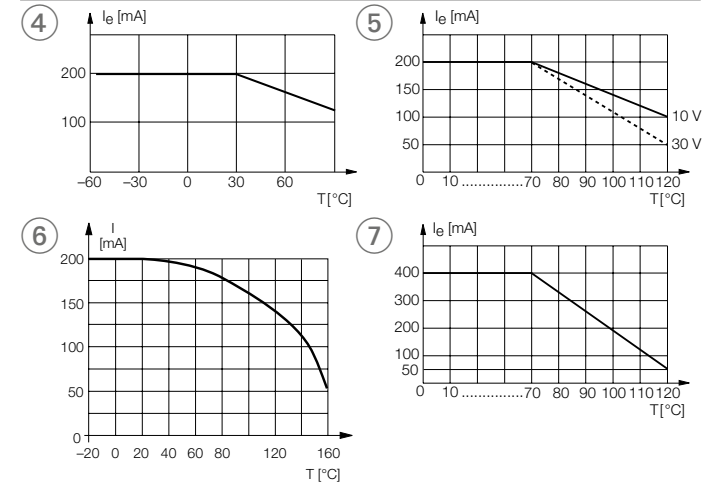 4
Ie [mA]
200
100
–60 –30 0 30 60
T[°C]
5
Ie [mA]
200
150
100
50
10 V
30 V
0 10 ...............70 80 90 100 110 120
T[°C]
6
I
[mA]
200
150
100
50
0
–20 0 20 40 60 80 120 160
T [°C]
7
Ie [mA]
400
300
200
100
50
0 10 ...............70 80 90 100 110 120
T[°C]